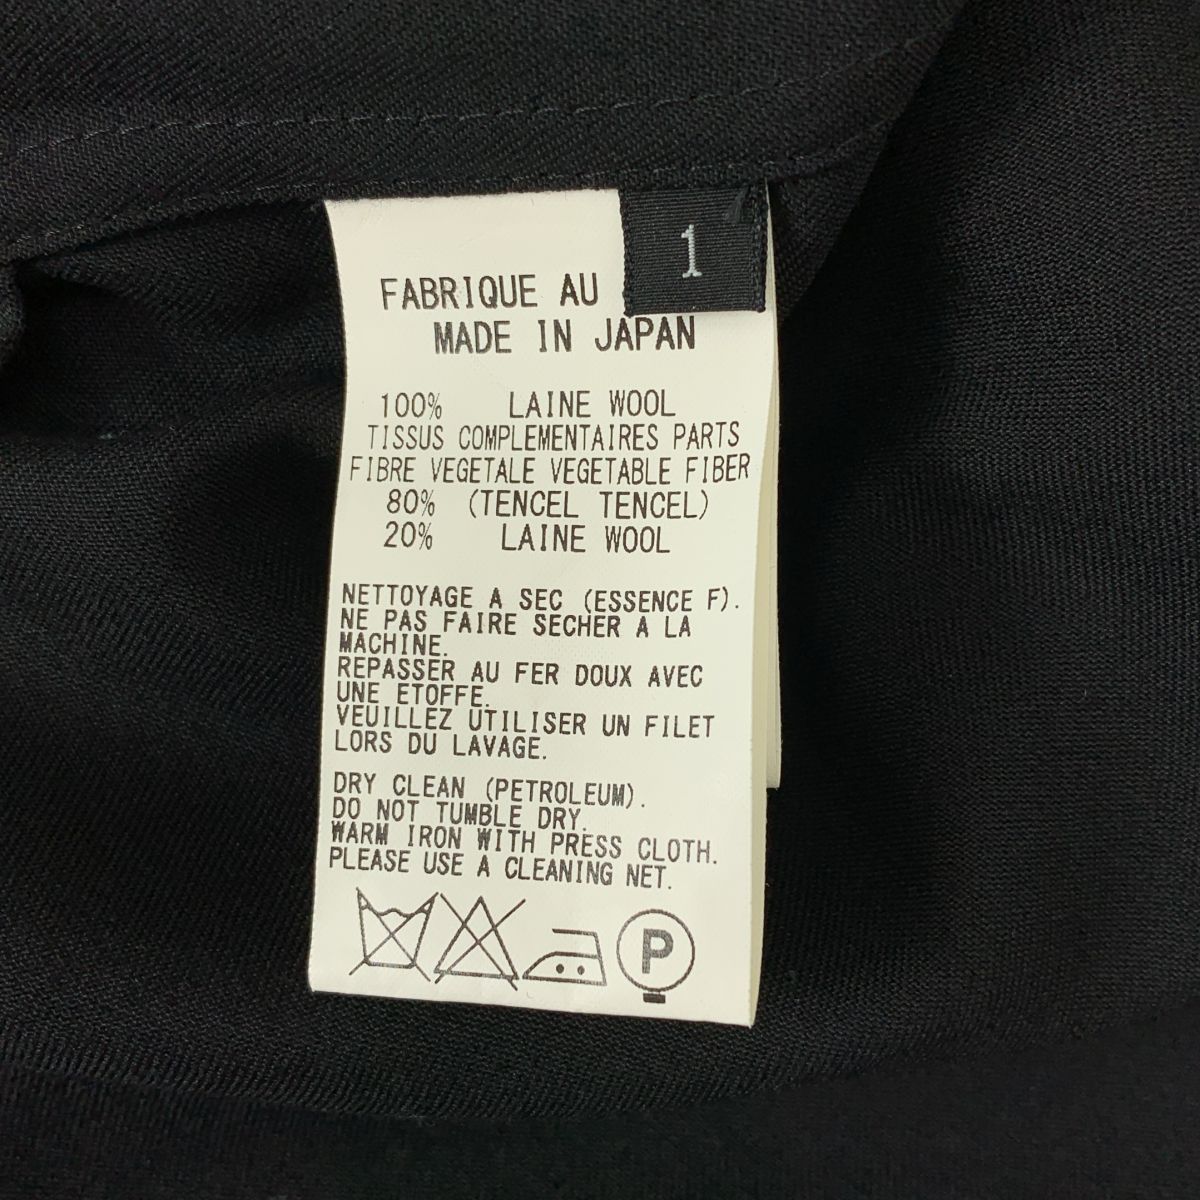 1
FABRIQUE AU
MADE IN JAPAN
100% LAINE WOOL
TISSUS COMPLEMENTAIRES PARTS
FIBRE VEGETALE VEGETABLE FIBER
80% (TENCEL TENCEL)
20% LAINE WOOL
NETTOYAGE A SEC (ESSENCE F).
NE PAS FAIRE SECHER A LA
MACHINE.
REPASSER AU FER DOUX AVEC
UNE ETOFFE.
VEUILLEZ UTILISER UN FILET
LORS DU LAVAGE.
DRY CLEAN (PETROLEUM).
DO NOT TUMBLE DRY.
WARM IRON WITH PRESS CLOTH.
PLEASE USE A CLEANING NET.
P